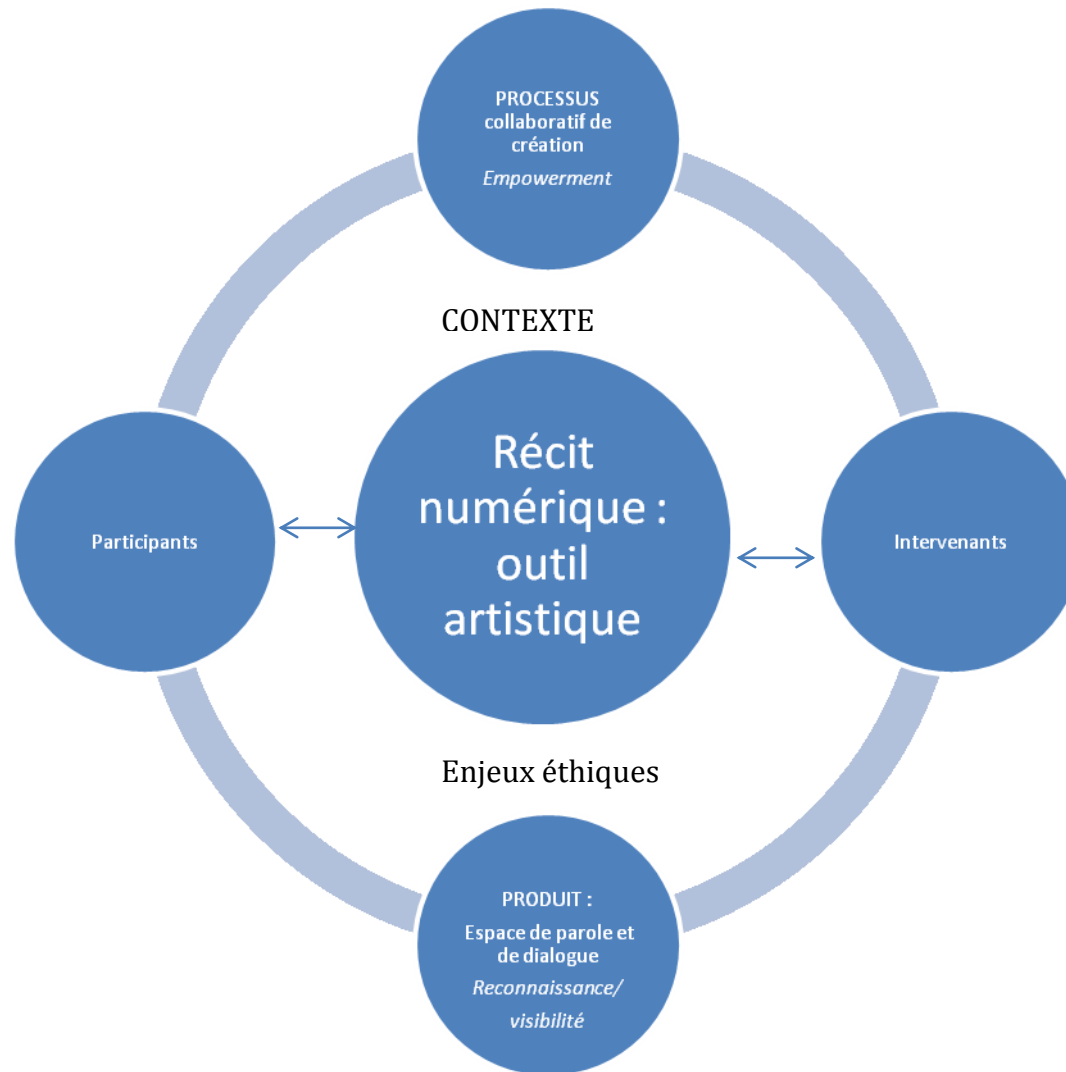 PROCESSUS
collaboratif de
création
Empowerment
CONTEXTE
Récit
numérique :
outil
artistique
Participants
Intervenants
Enjeux éthiques
PRODUIT :
Espace de parole et
de dialogue
Reconnaissance/
visibilité